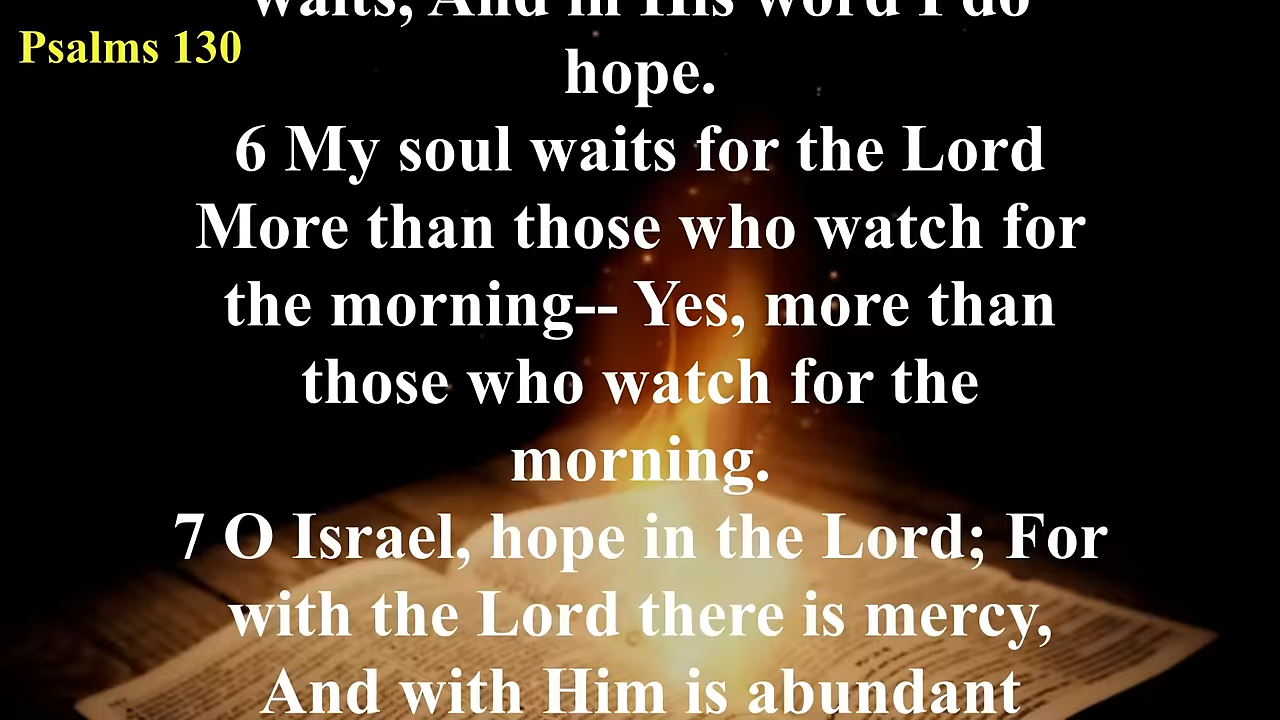 waits, And in His word I do
Psalms 130
hope.
6 My soul waits for the Lord
More than those who watch for
the morning-- Yes, more than
those who watch for the
morning.
7 O Israel, hope in the Lord; For
with the Lord there is mercy,
And with Him is abundant